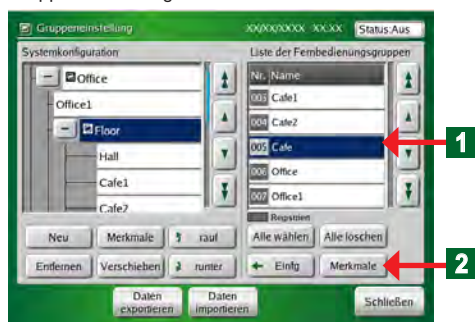 Gruppeneinstellung XX/XX/XXXX XX:XX Status:Aus
Systemkonfiguration
Office
Office1
Floor
Hall
Cafe1
Cafe2
Neu Merkmale rauf
Entfernen Verschieben runter
Liste der Fernbedienungsgruppen
Nr. Name
003 Cafe1
004 Cafe2
005 Cafe
006 Office
007 Office1
Alle wählen Alle löschen
Einfg Merkmale
Daten exportieren
Daten importieren
Schließen
1
2